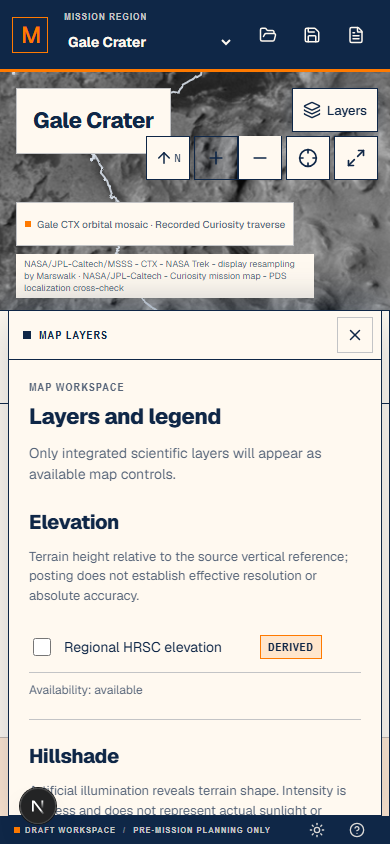 M
MISSION REGION
Gale Crater
Gale Crater
Layers
N
Gale CTX orbital mosaic · Recorded Curiosity traverse
NASA/JPL-Caltech/MSSS - CTX - NASA Trek - display resampling
by Marswalk · NASA/JPL-Caltech - Curiosity mission map - PDS
localization cross-check
MAP LAYERS
MAP WORKSPACE
Layers and legend
Only integrated scientific layers will appear as
available map controls.
Elevation
Terrain height relative to the source vertical reference;
posting does not establish effective resolution or
absolute accuracy.
Regional HRSC elevation
DERIVED
Availability: available
Hillshade
illumination reveals terrain shape. Intensity is
and does not represent actual sunlight or
N
DRAFT WORKSPACE / PRE-MISSION PLANNING ONLY